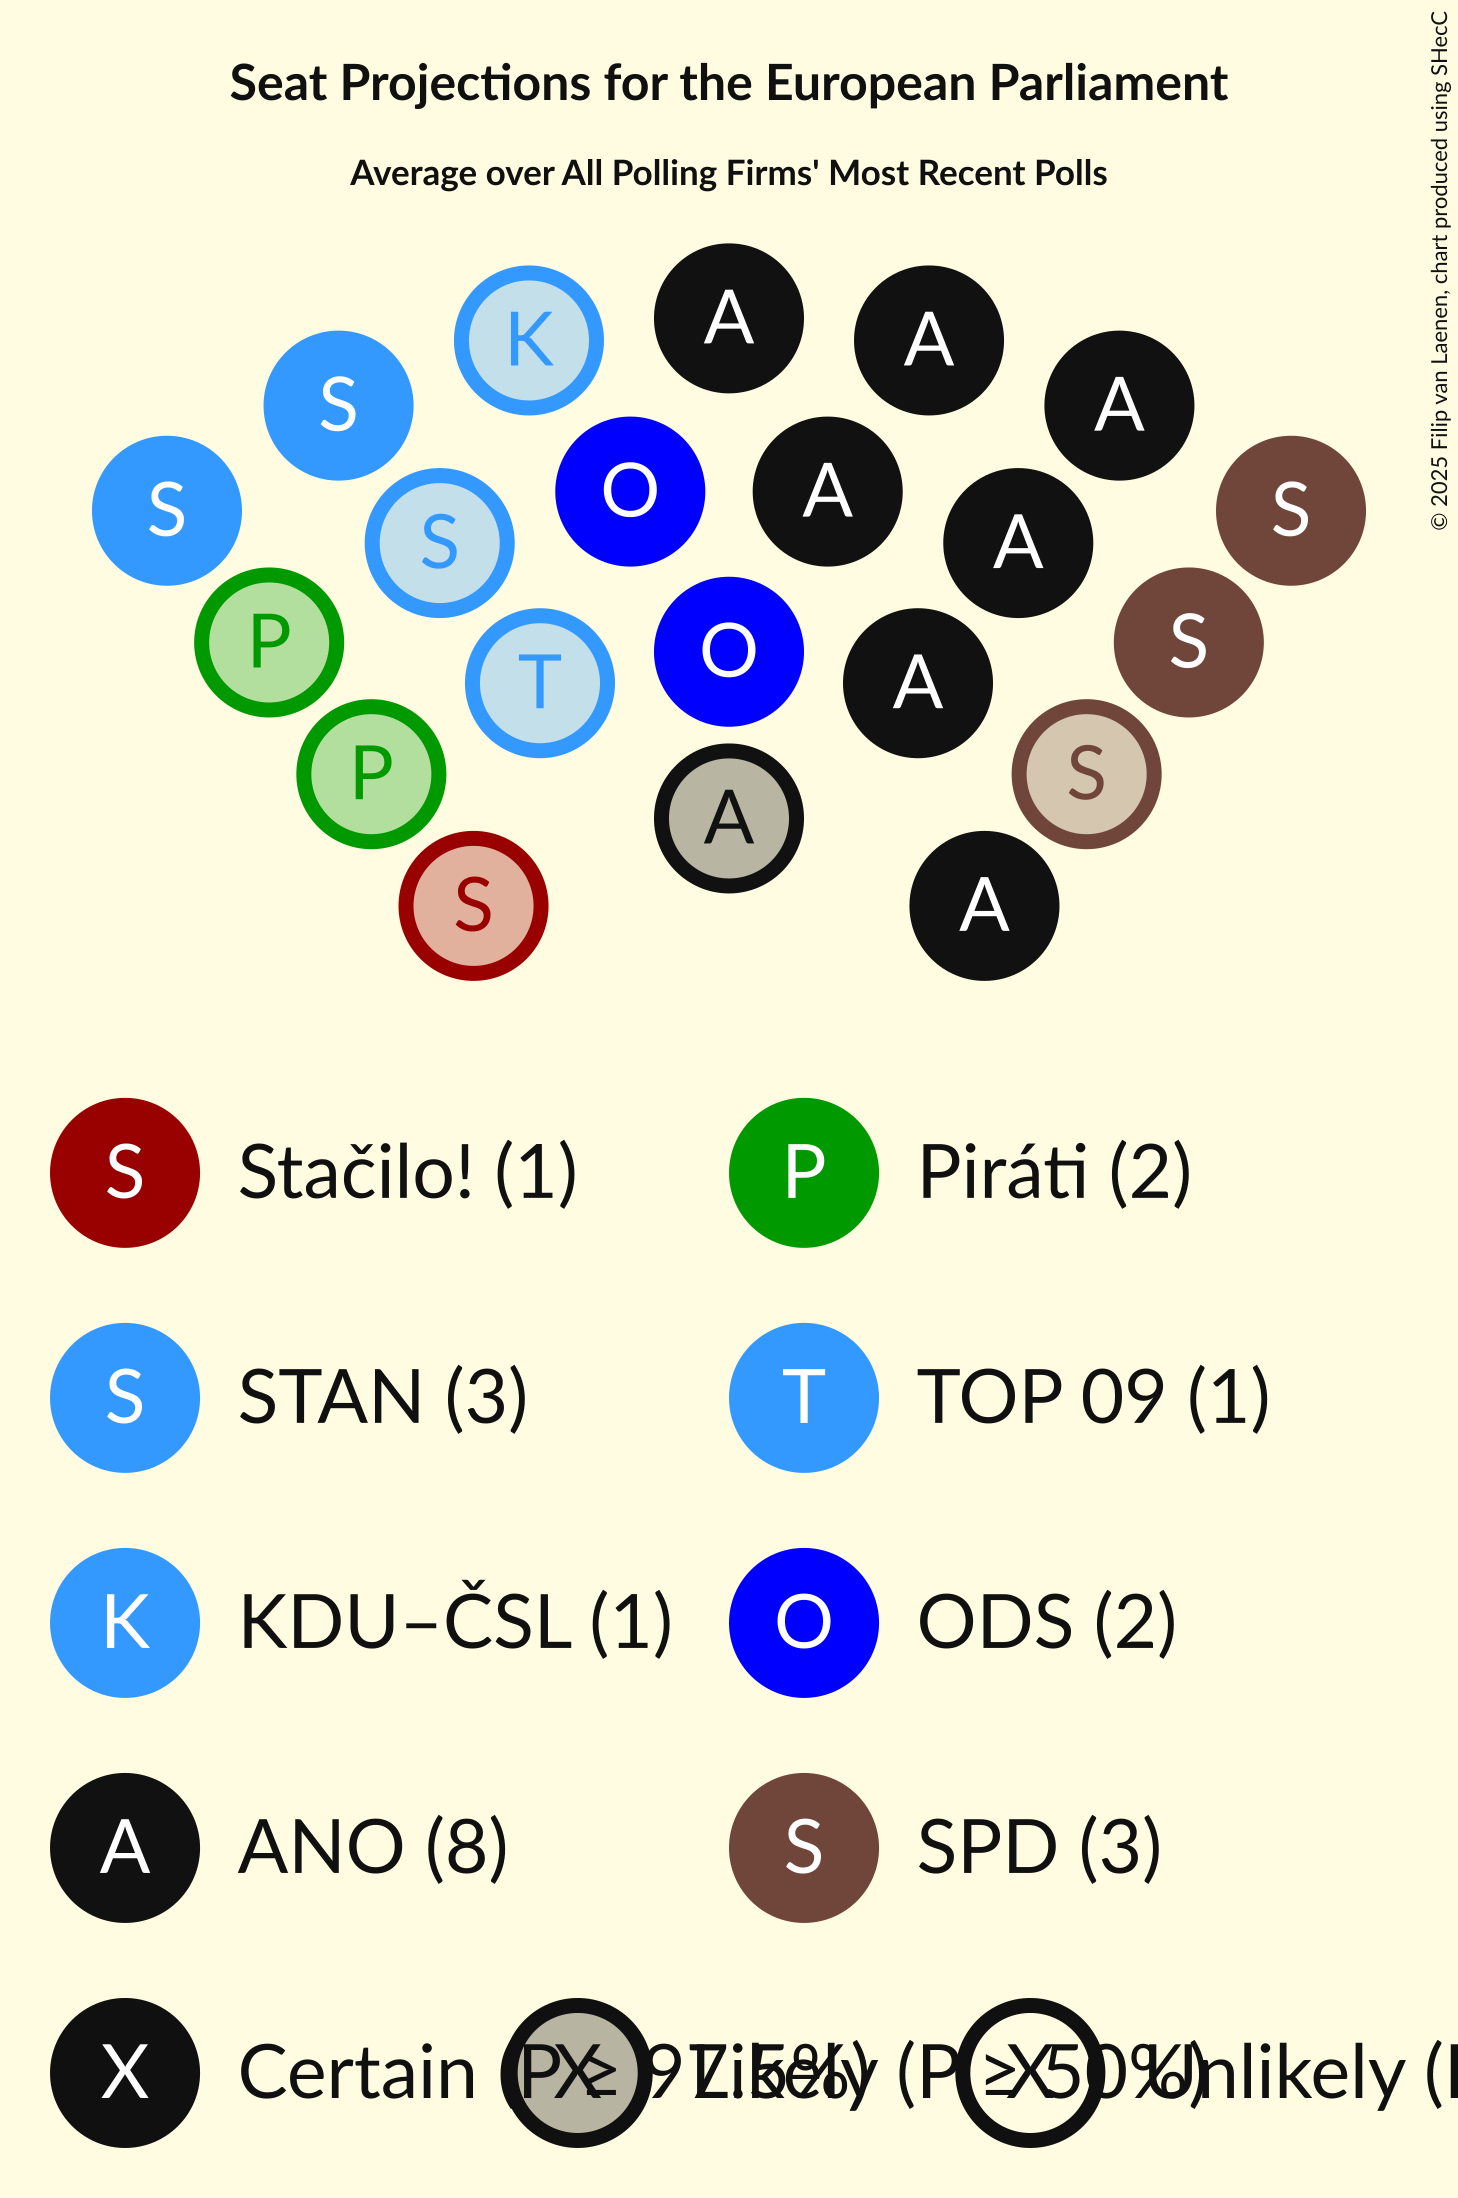 Seat Projections for the European Parliament
Average over All Polling Firms' Most Recent Polls
© 2025 Filip van Laenen, chart produced using SHecC
A
K A
S A
O A
S S
S A
P S
T O A
P S
A
S A
S Stačilo! (1) P Piráti (2)
S STAN (3) T TOP 09 (1)
K KDU–ČSL (1) O ODS (2)
A ANO (8) S SPD (3)
X Certain (P ≥ 97.5%) X Likely (P ≥ 50%) X Unlikely (